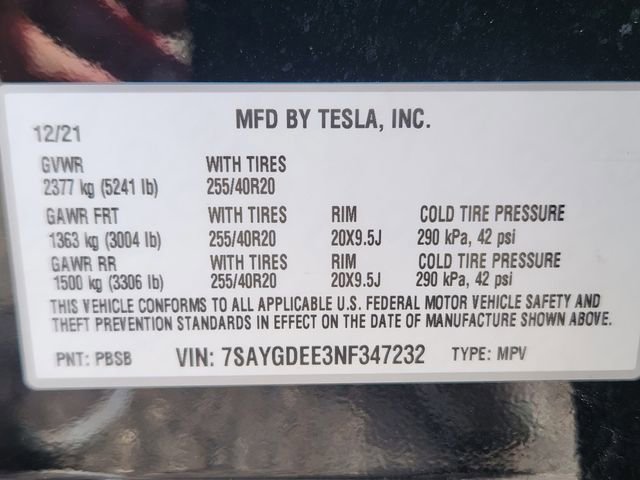 MFD BY TESLA, INC.
12/21
GVWR WITH TIRES
2377 kg (5241 lb) 255/40R20
GAWR FRT WITH TIRES RIM COLD TIRE PRESSURE
1363 kg (3004 lb) 255/40R20 20X9.5J 290 kPa, 42 psi
GAWR RR WITH TIRES RIM COLD TIRE PRESSURE
1500 kg (3306 lb) 255/40R20 20X9.5J 290 kPa, 42 psi
THIS VEHICLE CONFORMS TO ALL APPLICABLE U.S. FEDERAL MOTOR VEHICLE SAFETY AND
THEFT PREVENTION STANDARDS IN EFFECT ON THE DATE OF MANUFACTURE SHOWN ABOVE.
PNT: PBSB VIN: 7SAYGDEE3NF347232 TYPE: MPV